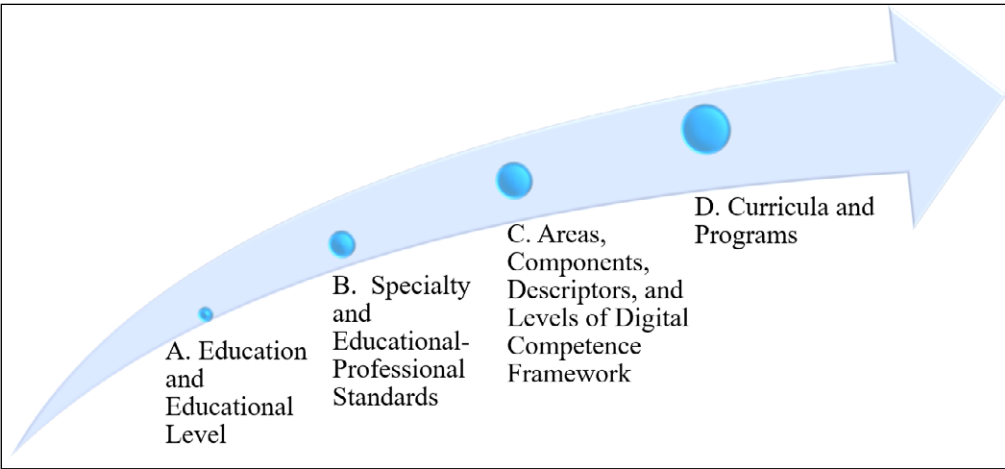 A. Education
and
Educational
Level
B. Specialty
and
Educational-
Professional
Standards
C. Areas,
Components,
Descriptors, and
Levels of Digital
Competence
Framework
D. Curricula and
Programs